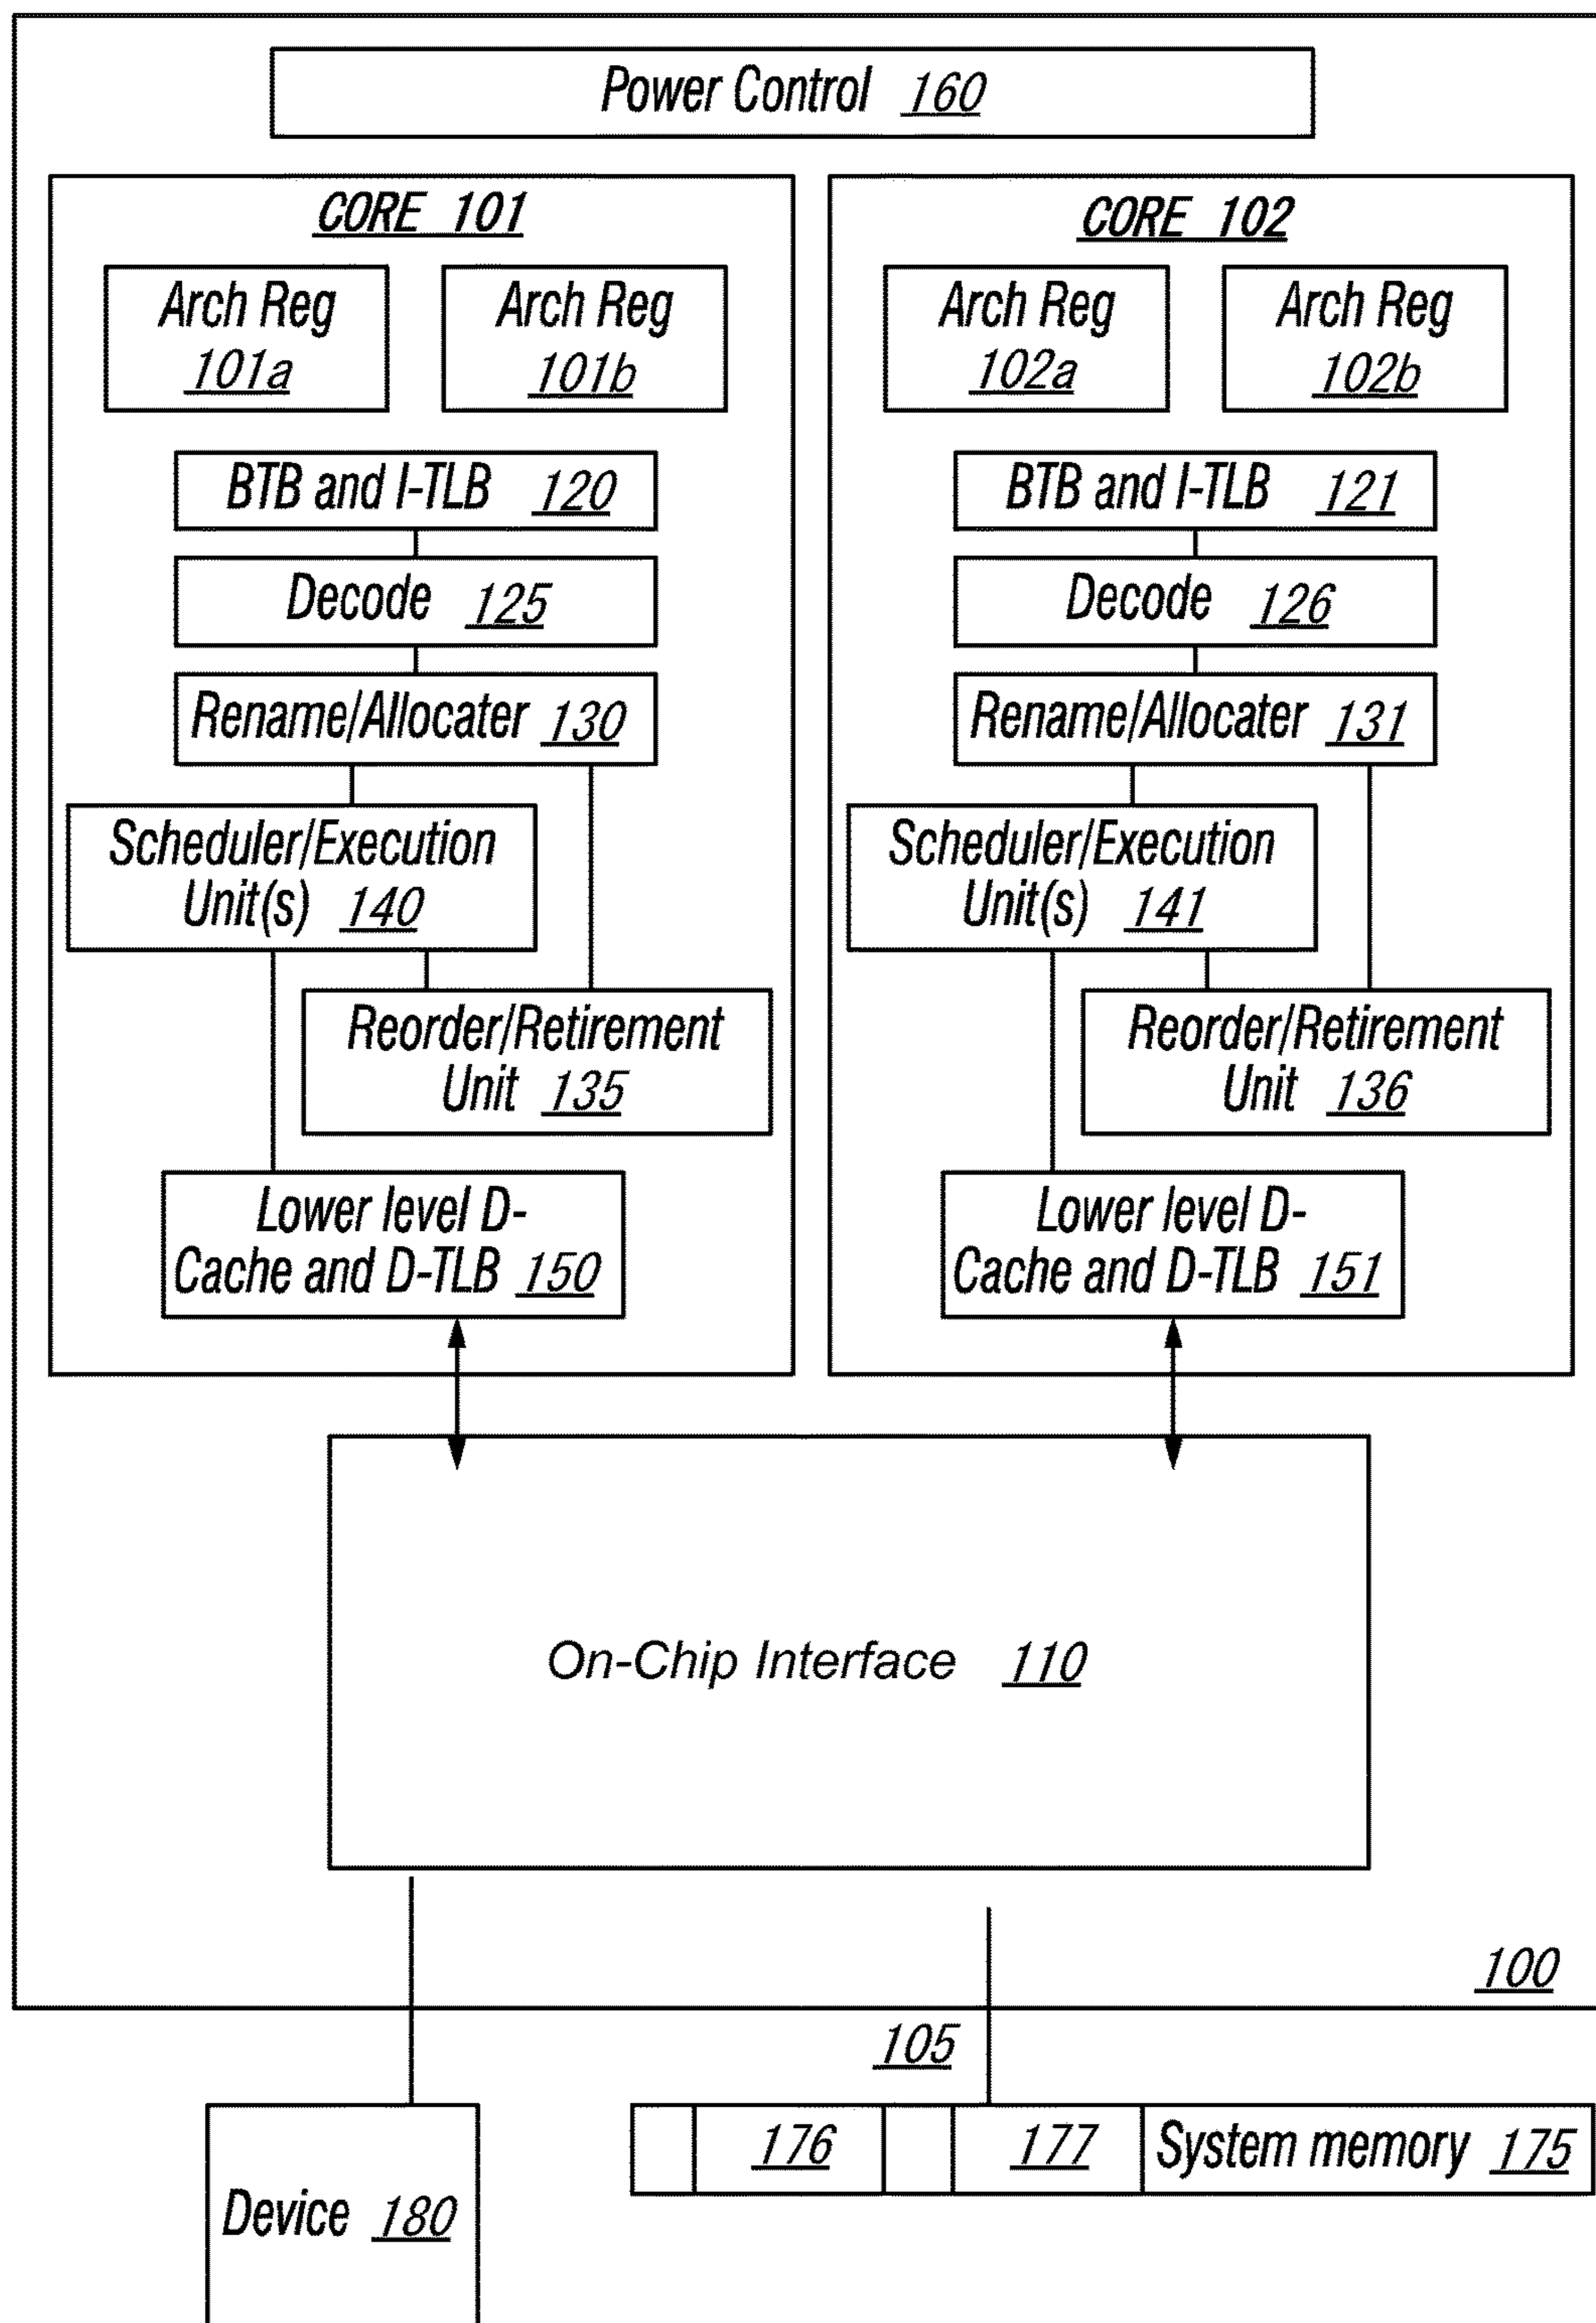 Power Control 160
CORE 101
Arch Reg
101a
Arch Reg
101b
BTB and I-TLB 120
Decode 125
Rename/Allocater 130
Scheduler/Execution
Unit(s) 140
Reorder/Retirement
Unit 135
Lower level D-
Cache and D-TLB 150
CORE 102
Arch Reg
102a
Arch Reg
102b
BTB and I-TLB 121
Decode 126
Rename/Allocater 131
Scheduler/Execution
Unit(s) 141
Reorder/Retirement
Unit 136
Lower level D-
Cache and D-TLB 151
On-Chip Interface 110
100
105
176
177
System memory 175
Device 180